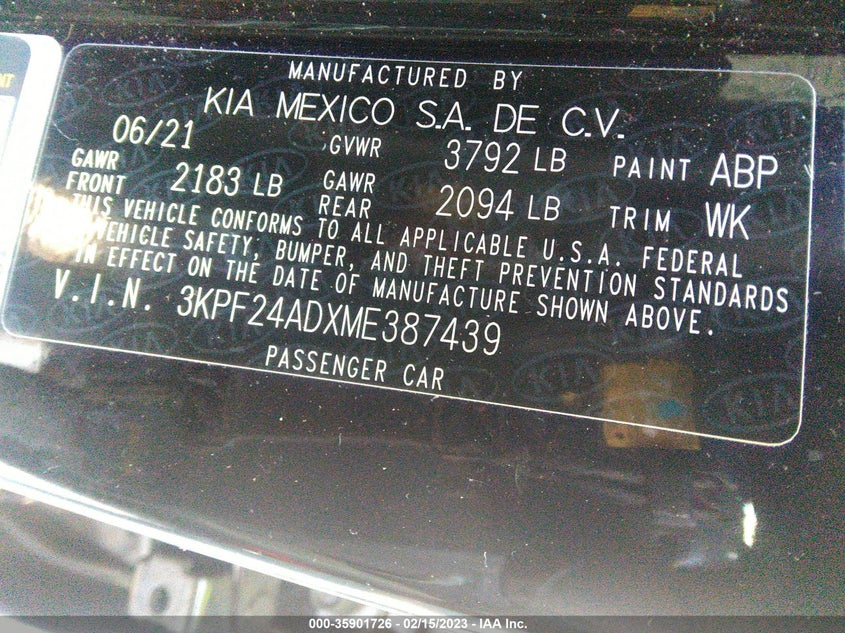 NT
MANUFACTURED BY
KIA MEXICO S.A. DE C.V.
06/21 GVWR 3792 LB PAINT ABP
GAWR FRONT 2183 LB GAWR REAR 2094 LB TRIM WK
THIS VEHICLE CONFORMS TO ALL APPLICABLE U.S.A. FEDERAL
VEHICLE SAFETY, BUMPER, AND THEFT PREVENTION STANDARDS
IN EFFECT ON THE DATE OF MANUFACTURE SHOWN ABOVE.
V.I.N. 3KPF24ADXME387439
PASSENGER CAR
000-35901726 - 02/15/2023 - IAA Inc.